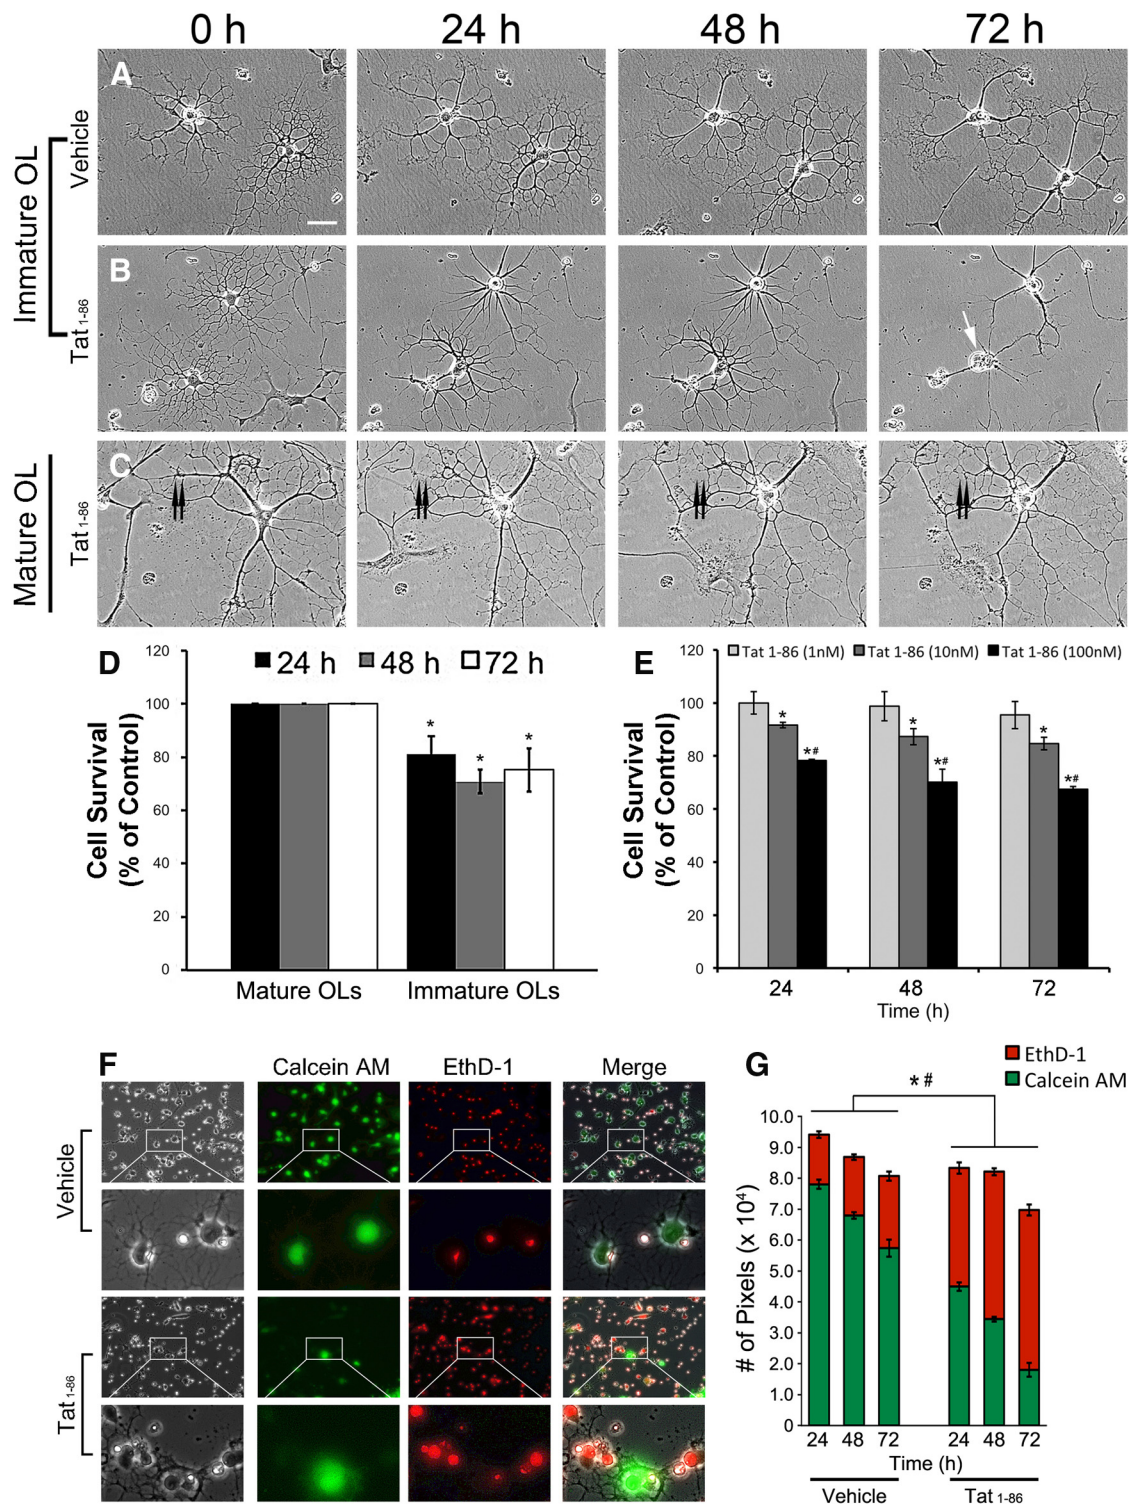 0 h 24 h 48 h 72 h
A
B
C
Immature OL
Vehicle
Tat 1-86
Mature OL
Tat 1-86
D
120
100
80
60
40
20
0
Cell Survival
(% of Control)
24 h 48 h 72 h
* * *
Mature OLs Immature OLs
E
120
100
80
60
40
20
0
Cell Survival
(% of Control)
Tat 1-86 (1nM) Tat 1-86 (10nM) Tat 1-86 (100nM)
* *# * *# * *#
24 48 72
Time (h)
F
Calcein AM EthD-1 Merge
Vehicle
Tat 1-86
G
EthD-1
Calcein AM
* #
10.0
9.0
8.0
7.0
6.0
5.0
4.0
3.0
2.0
1.0
0
# of Pixels (x 10⁴)
24 48 72 24 48 72
Time (h)
Vehicle Tat 1-86